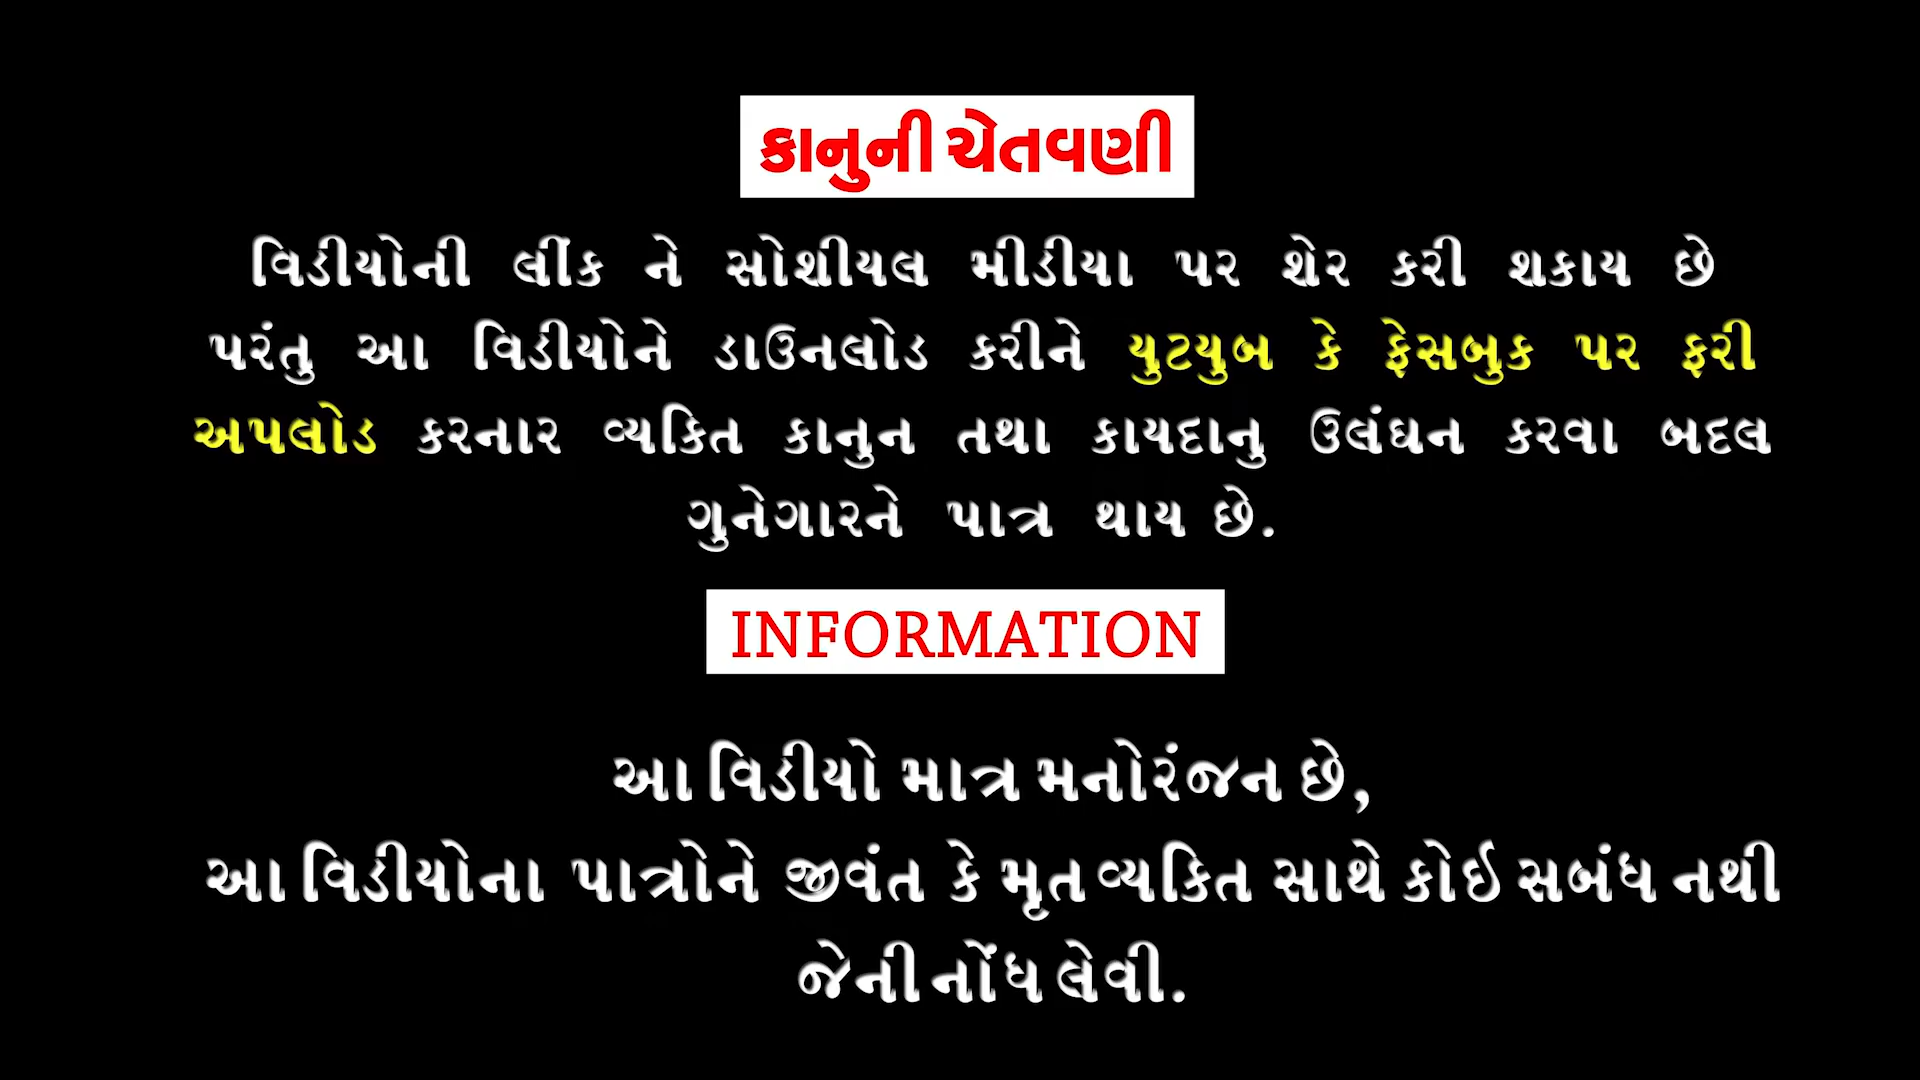 કાનુની ચેતવણી
વિડીયોની લીંક ને સોશીયલ મીડીયા પર શેર કરી શકાય છે
પરંતુ આ વિડીયોને ડાઉનલોડ કરીને યુટયુબ કે ફેસબુક પર ફરી
અપલોડ કરનાર વ્યકિત કાનુન તથા કાયદાનુ ઉલંઘન કરવા બદલ
ગુનેગારને પાત્ર થાય છે.
INFORMATION
આ વિડીયો માત્ર મનોરંજન છે,
આ વિડીયોના પાત્રોને જીવંત કે મૃત વ્યકિત સાથે કોઇ સબંધ નથી
જેની નોંધ લેવી.